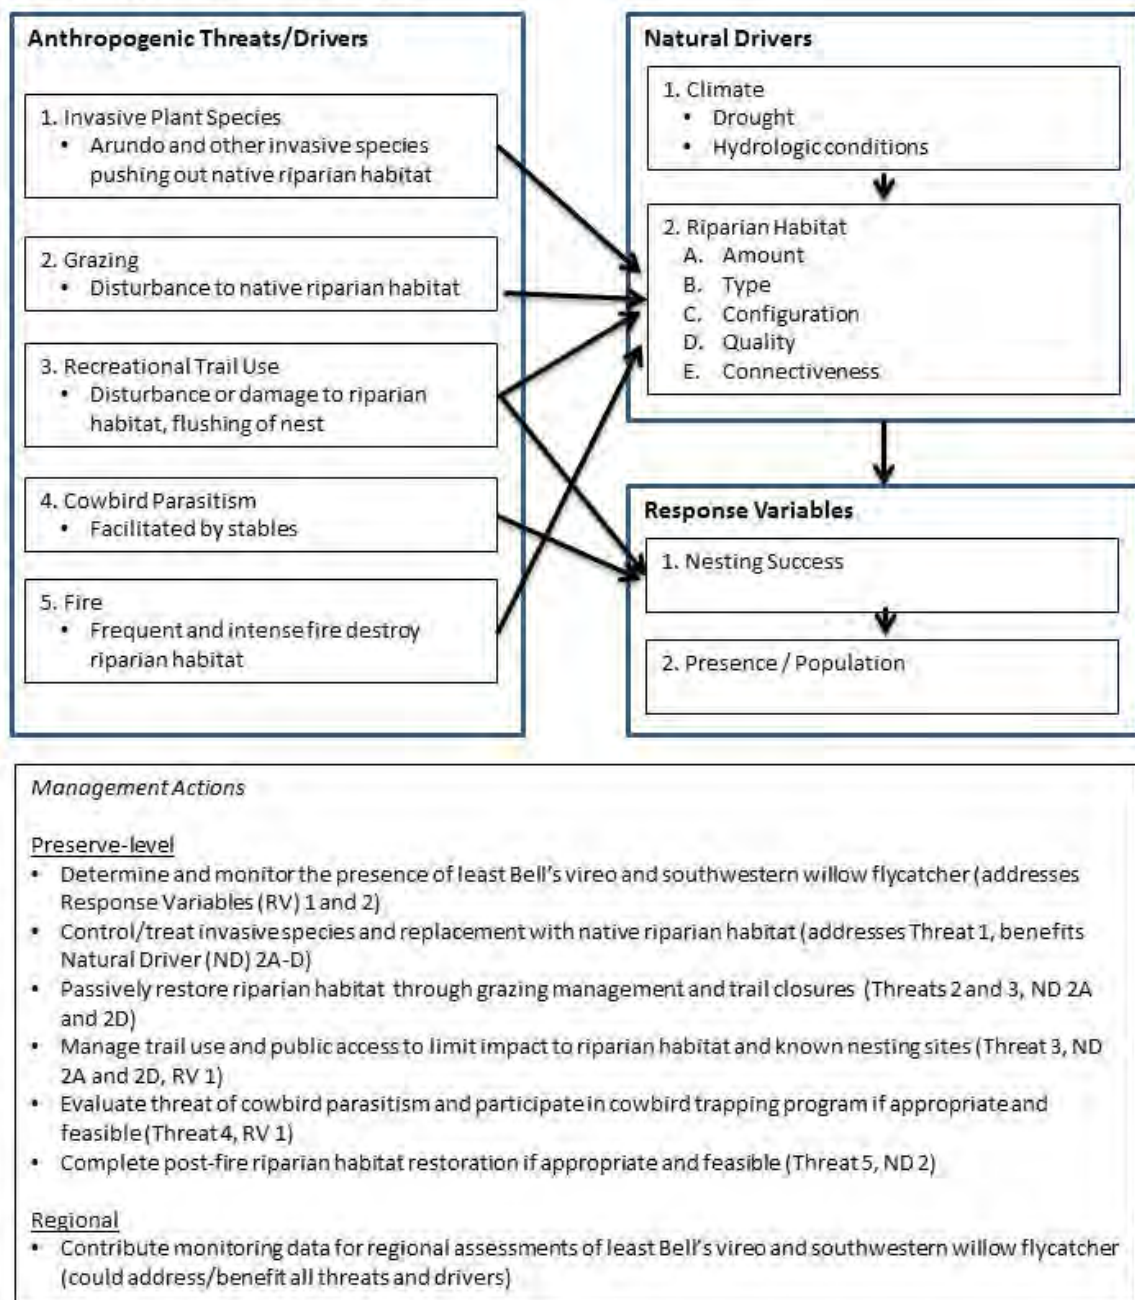 Anthropogenic Threats/Drivers
1. Invasive Plant Species
• Arundo and other invasive species
pushing out native riparian habitat
2. Grazing
• Disturbance to native riparian habitat
3. Recreational Trail Use
• Disturbance or damage to riparian
habitat, flushing of nest
4. Cowbird Parasitism
• Facilitated by stables
5. Fire
• Frequent and intense fire destroy
riparian habitat
Natural Drivers
1. Climate
• Drought
• Hydrologic conditions
2. Riparian Habitat
A. Amount
B. Type
C. Configuration
D. Quality
E. Connectiveness
Response Variables
1. Nesting Success
2. Presence / Population
Management Actions
Preserve-level
• Determine and monitor the presence of least Bell's vireo and southwestern willow flycatcher (addresses
Response Variables (RV) 1 and 2)
• Control/treat invasive species and replacement with native riparian habitat (addresses Threat 1, benefits
Natural Driver (ND) 2A-D)
• Passively restore riparian habitat through grazing management and trail closures (Threats 2 and 3, ND 2A
and 2D)
• Manage trail use and public access to limit impact to riparian habitat and known nesting sites (Threat 3, ND
2A and 2D, RV 1)
• Evaluate threat of cowbird parasitism and participate in cowbird trapping program if appropriate and
feasible (Threat 4, RV 1)
• Complete post-fire riparian habitat restoration if appropriate and feasible (Threat 5, ND 2)
Regional
• Contribute monitoring data for regional assessments of least Bell's vireo and southwestern willow flycatcher
(could address/benefit all threats and drivers)